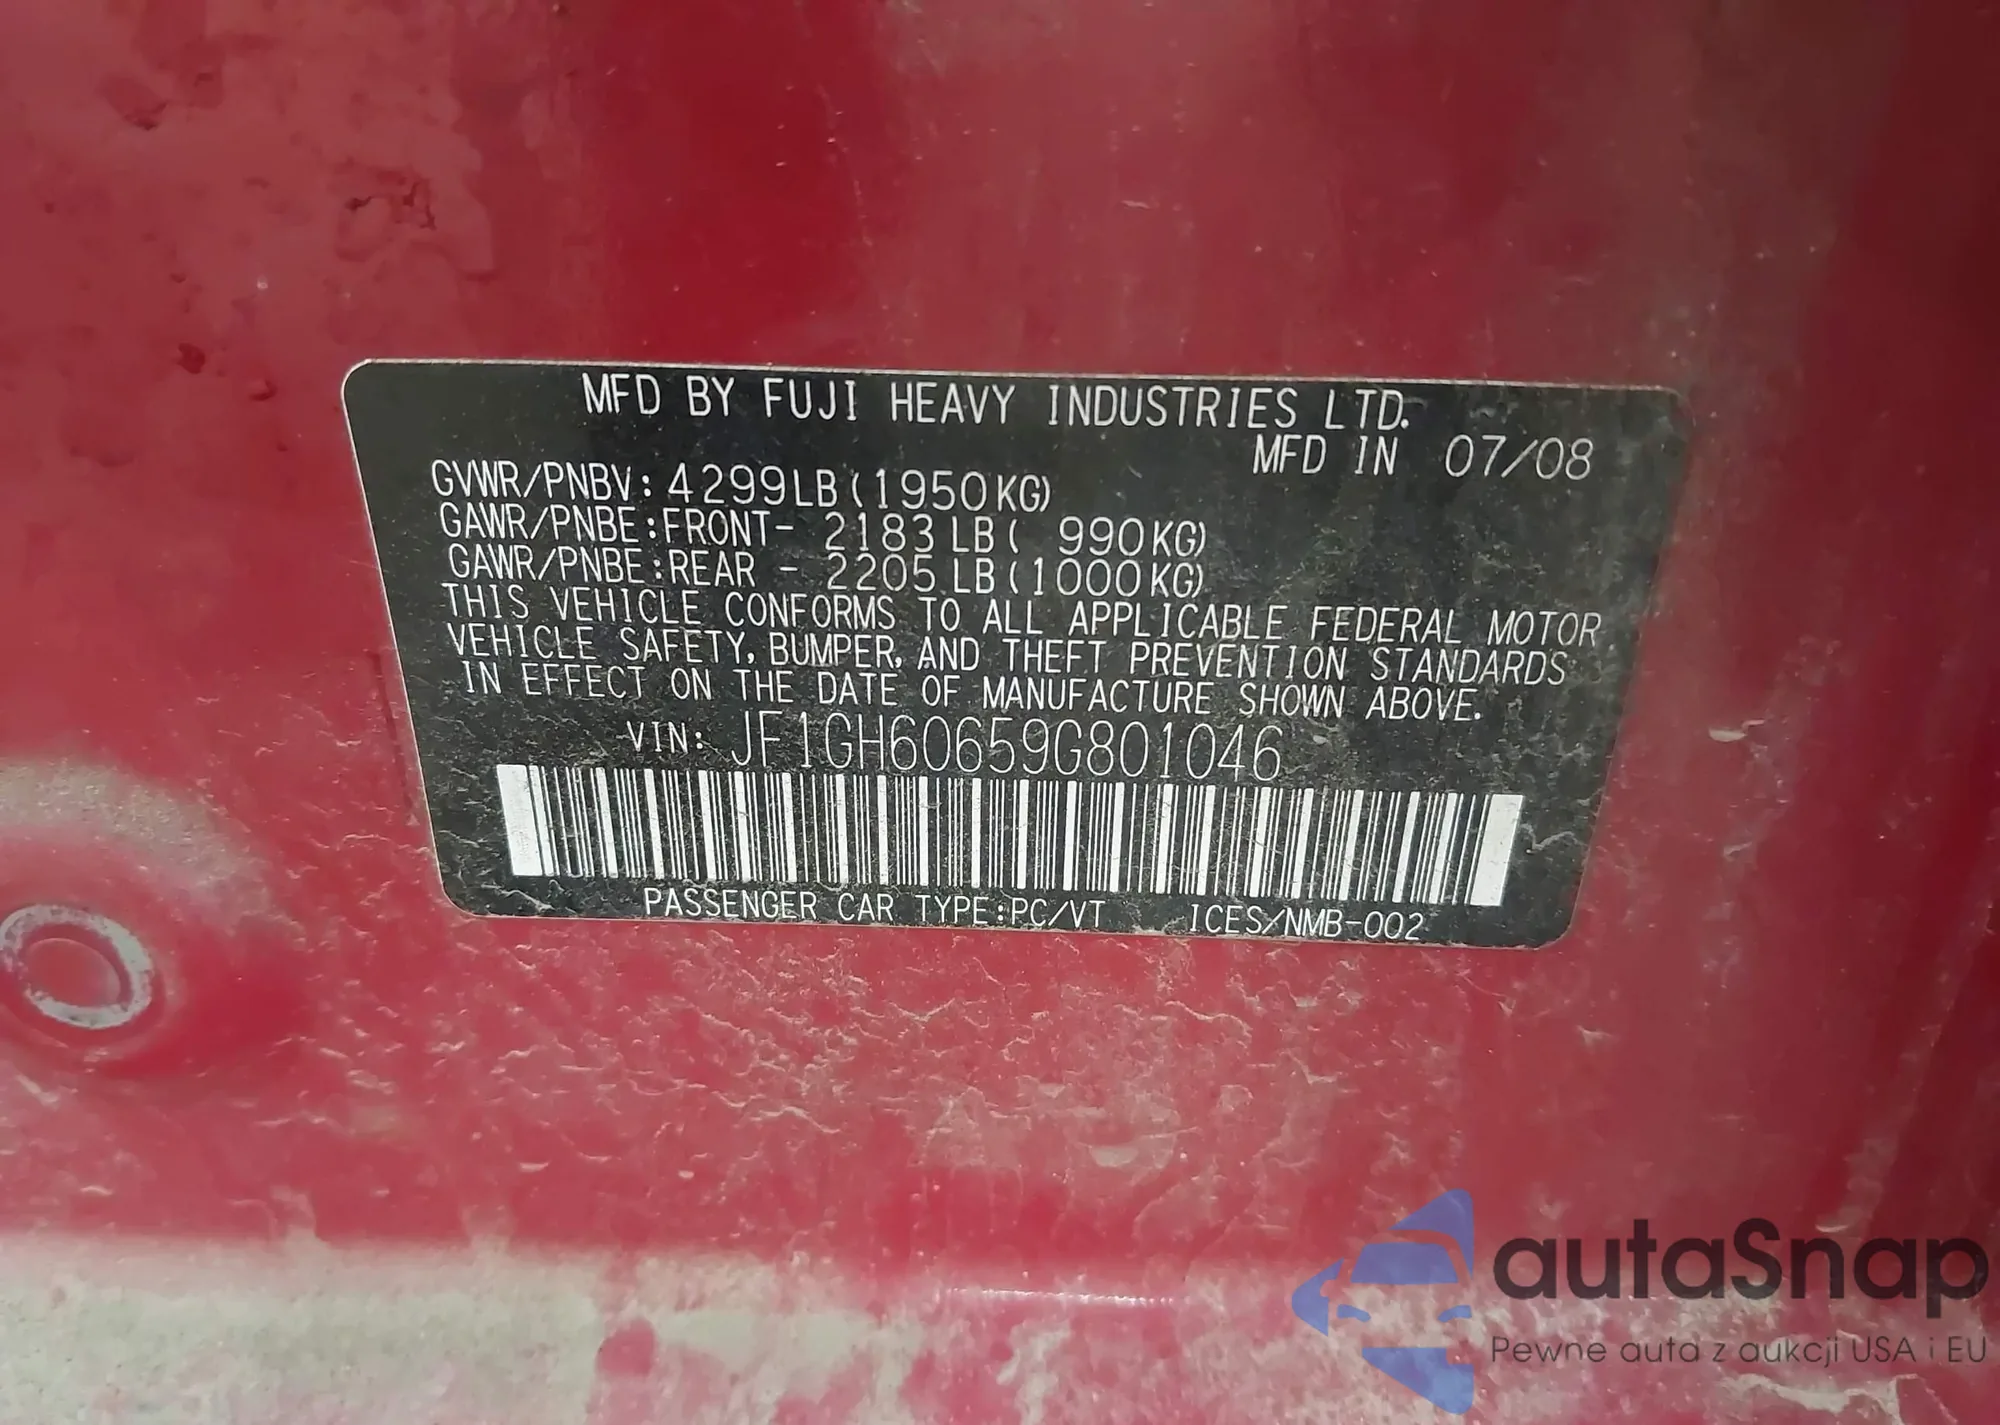 MFD BY FUJI HEAVY INDUSTRIES LTD.
MFD IN 07/08
GVWR/PNBV: 4299LB(1950KG)
GAWR/PNBE:FRONT- 2183LB( 990KG)
GAWR/PNBE:REAR - 2205LB(1000KG)
THIS VEHICLE CONFORMS TO ALL APPLICABLE FEDERAL MOTOR
VEHICLE SAFETY, BUMPER, AND THEFT PREVENTION STANDARDS
IN EFFECT ON THE DATE OF MANUFACTURE SHOWN ABOVE.
VIN: JF1GH60659G801046
PASSENGER CAR TYPE:PC/VT ICES/NMB-002
autaSnap
Pewne auta z aukcji USA i EU